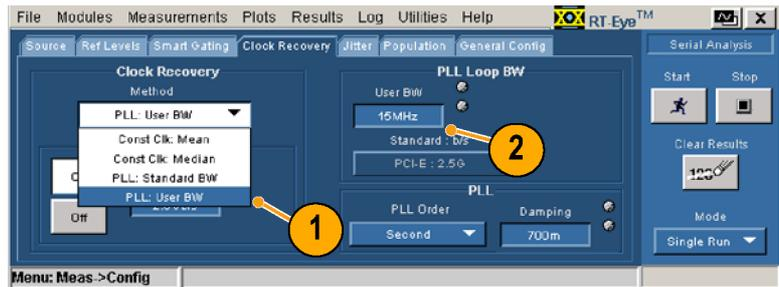 File Modules Measurements Plots Results Log Utilities Help RT-Eye™
Source Ref Levels Smart Gating Clock Recovery Jitter Population General Config
Serial Analysis
Clock Recovery
Method
PLL: User BW
Const Clk: Mean
Const Clk: Median
PLL: Standard BW
PLL: User BW
Off
1
PLL Loop BW
User BW
15MHz
2
Standard : b/s
PCI-E : 2.5G
PLL
PLL Order
Damping
Second
700m
Start Stop
Clear Results
Mode
Single Run
Menu: Meas->Config